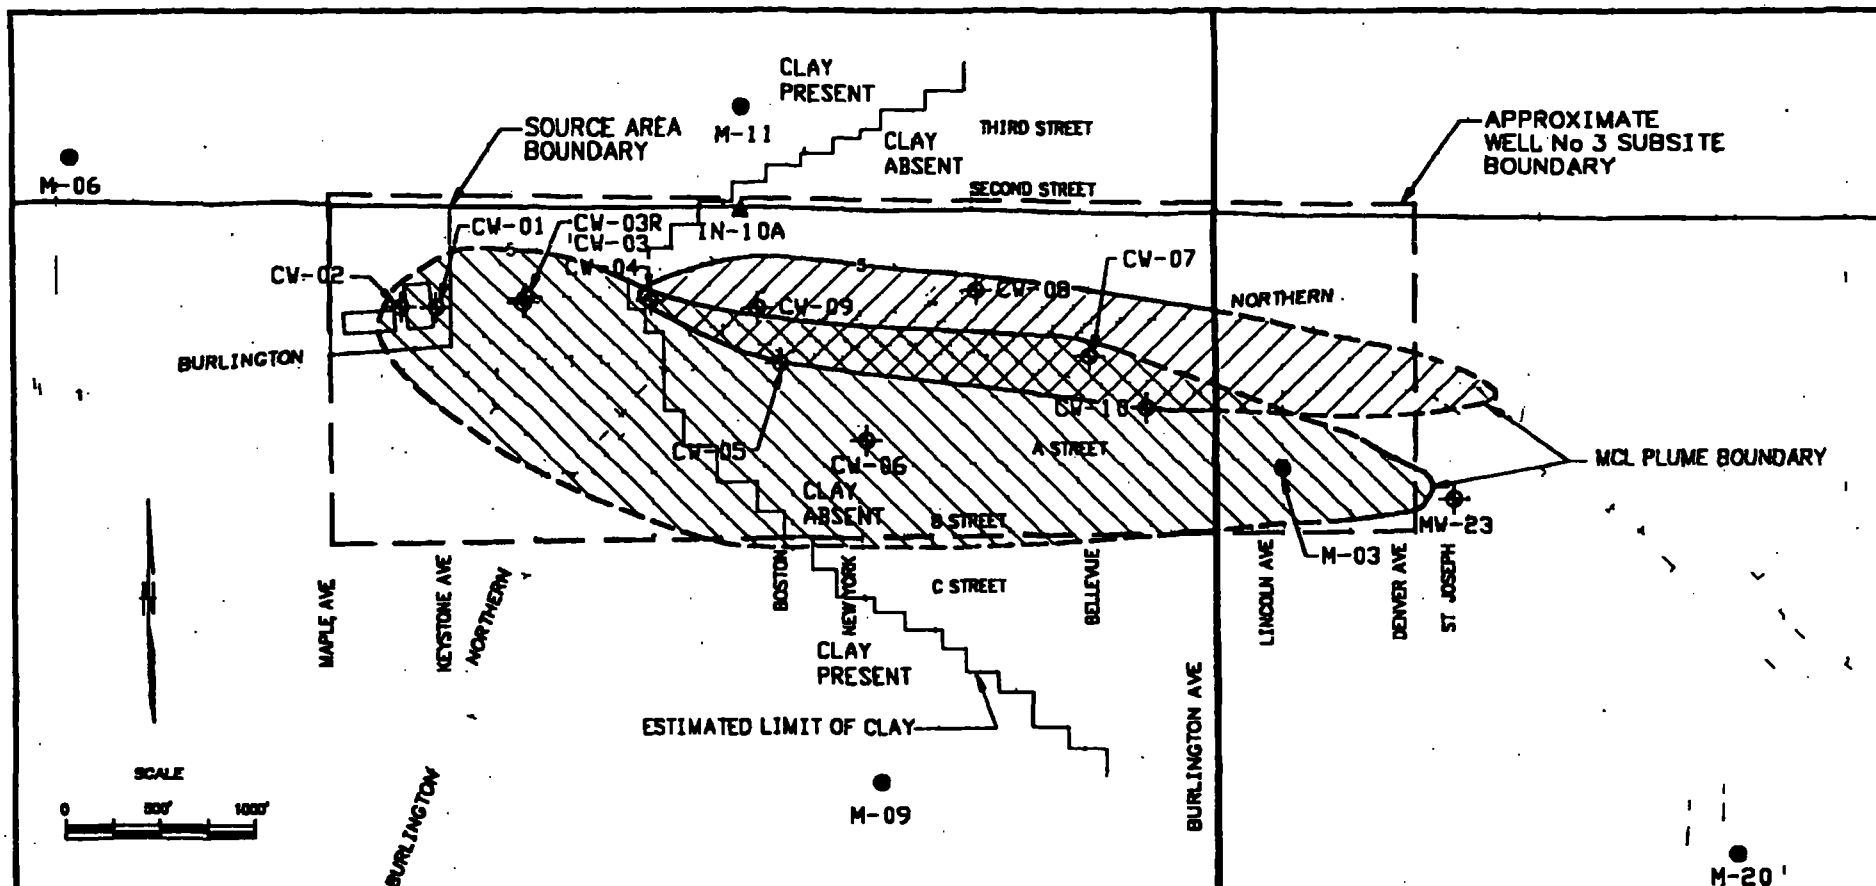 CLAY
PRESENT
M-11
SOURCE AREA
BOUNDARY
THIRD STREET
CLAY
ABSENT
APPROXIMATE
WELL No 3 SUBSITE
BOUNDARY
M-06
SECOND STREET
CW-01
CW-03R
CW-03
IN-10A
CW-02
CW-04
5
5
CW-07
CW-08
CW-09
NORTHERN
BURLINGTON
CW-10
A STREET
CW-05
CW-06
MCL PLUME BOUNDARY
CLAY
ABSENT
B STREET
MW-23
M-03
MAPLE AVE
KEYSTONE AVE
NORTHERN
BOSTON
NEW YORK
C STREET
BELLEVUE
LINCOLN AVE
DENVER AVE
ST JOSEPH
CLAY
PRESENT
ESTIMATED LIMIT OF CLAY
BURLINGTON AVE
SCALE
0 500' 1000'
BURLINGTON
M-09
M-20